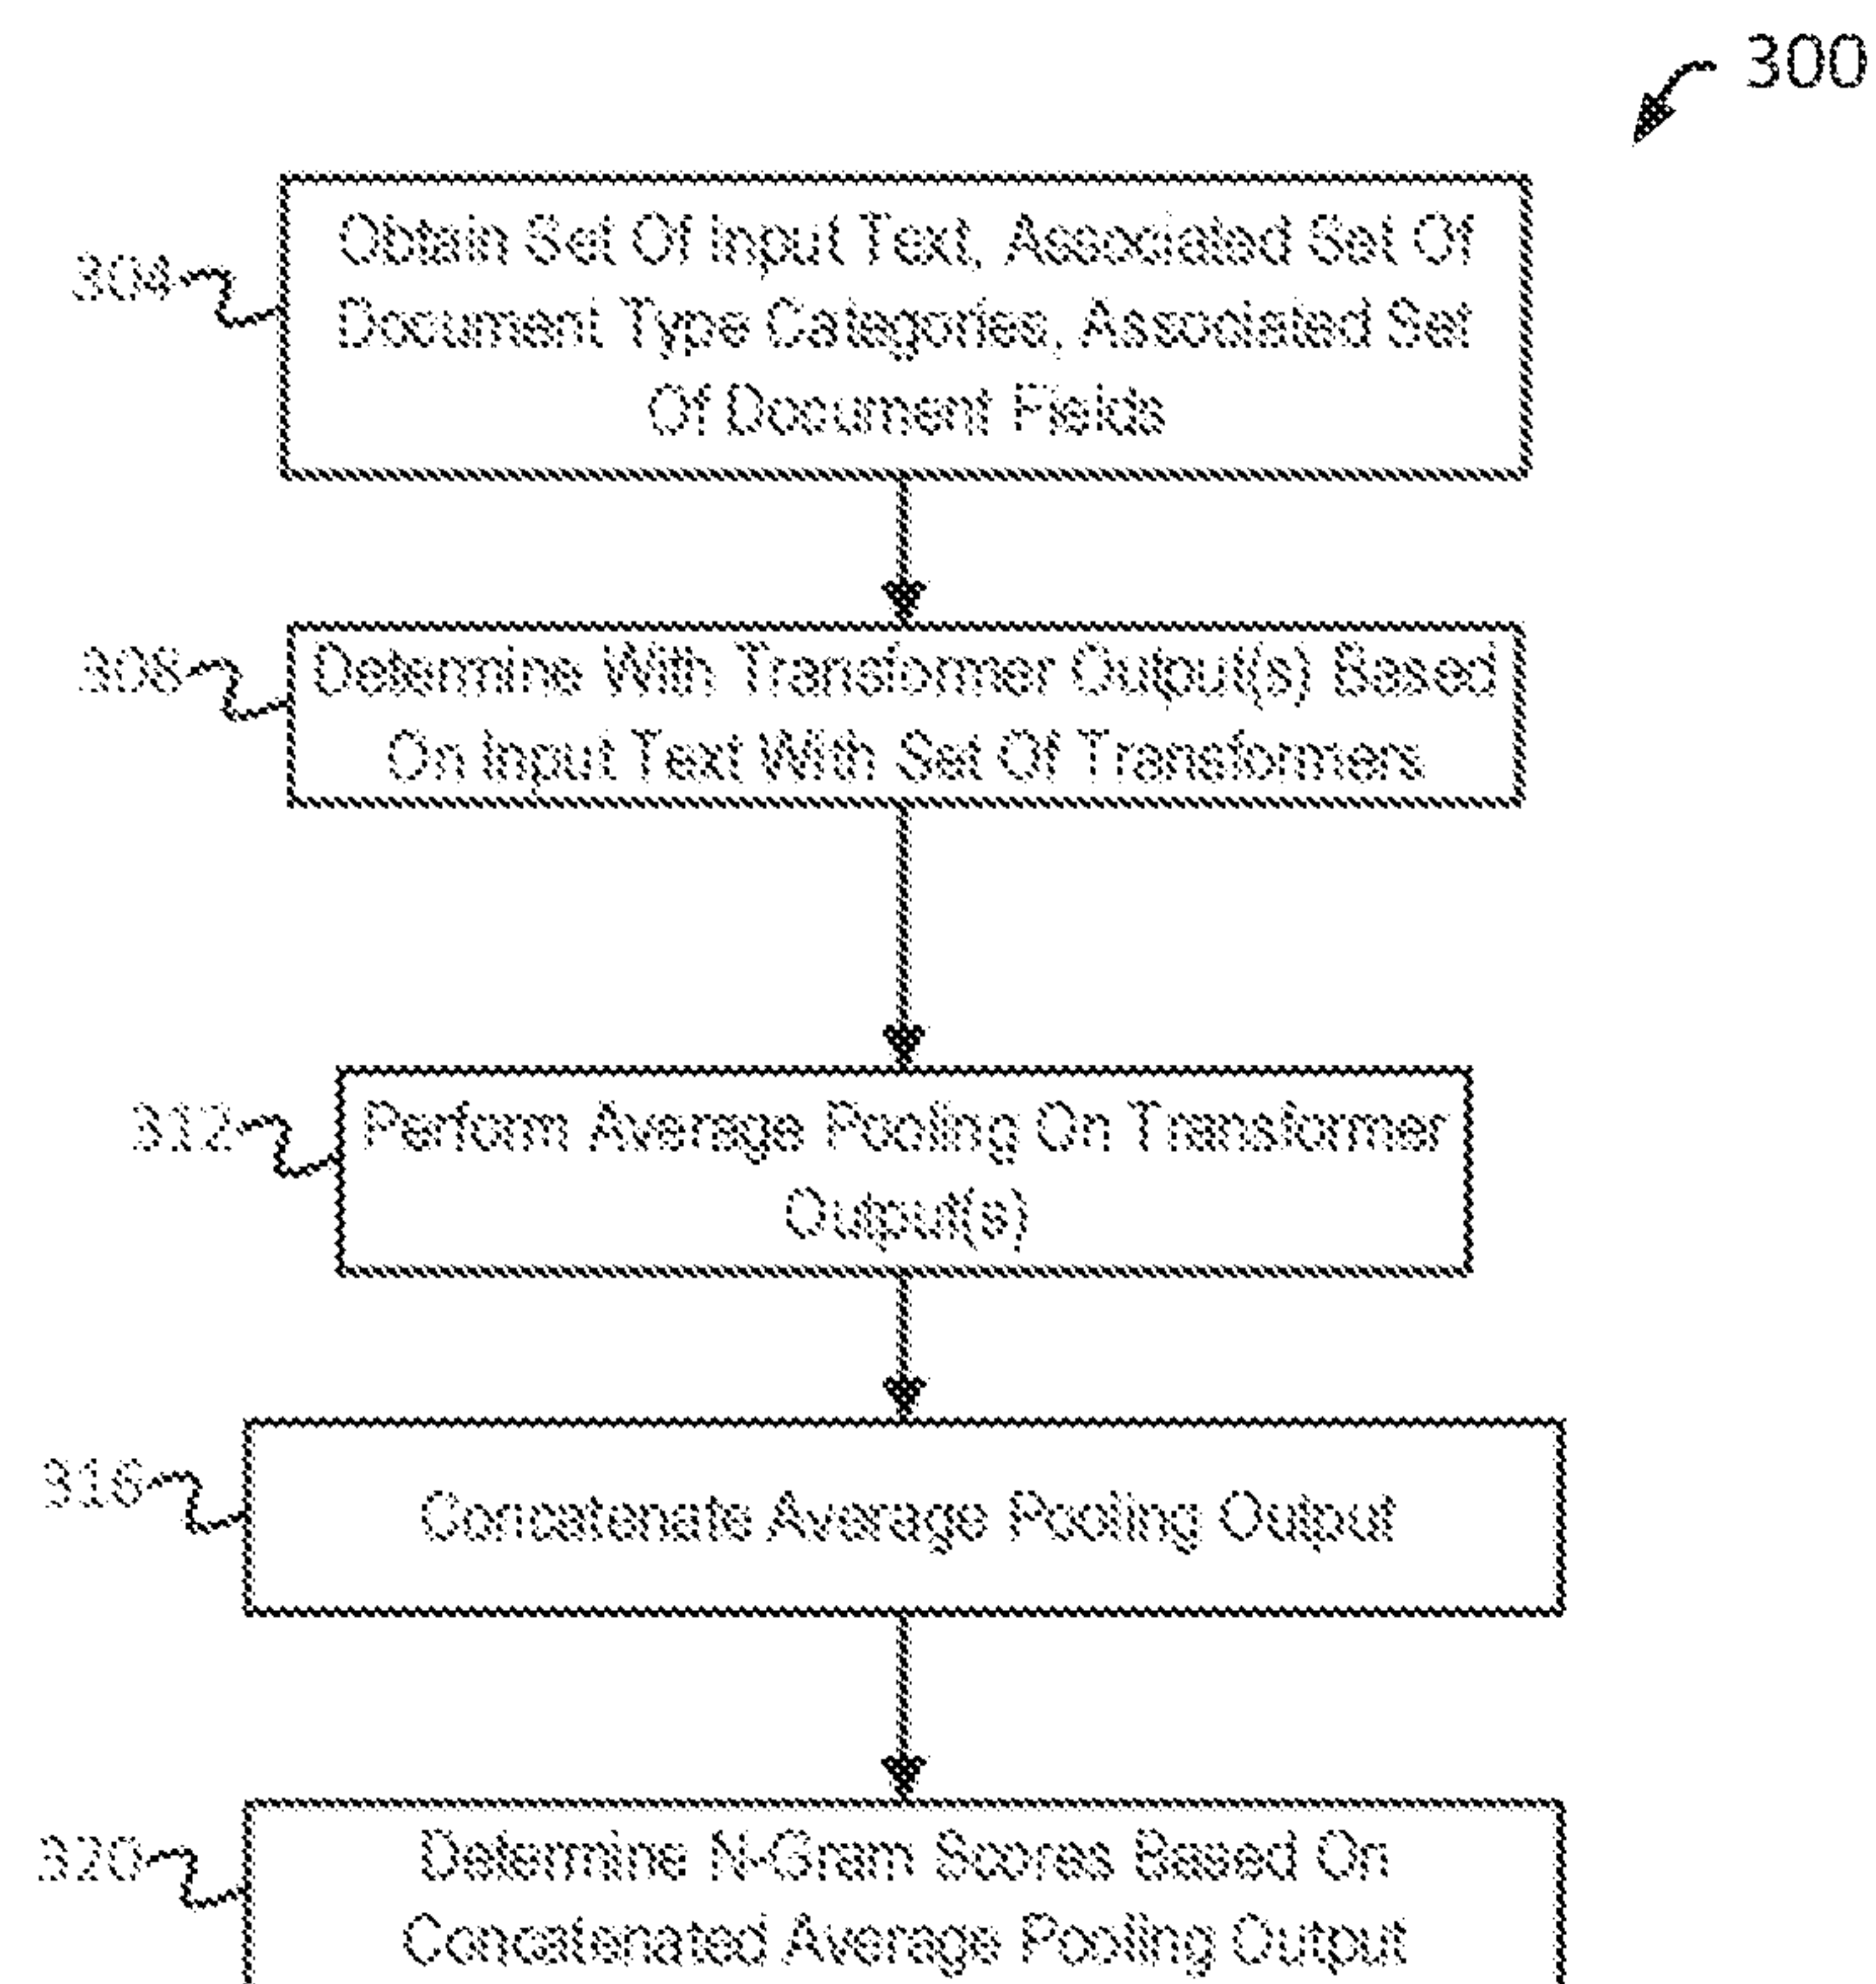 300
304
Obtain Set Of Input Text, Associated Set Of
Document Type Categories, Associated Set
Of Document Fields
308
Determine With Transformer Output(s) Based
On Input Text With Set Of Transformers
312
Perform Average Pooling On Transformer
Output(s)
316
Concatenate Average Pooling Output
320
Determine N-Gram Scores Based On
Concatenated Average Pooling Output